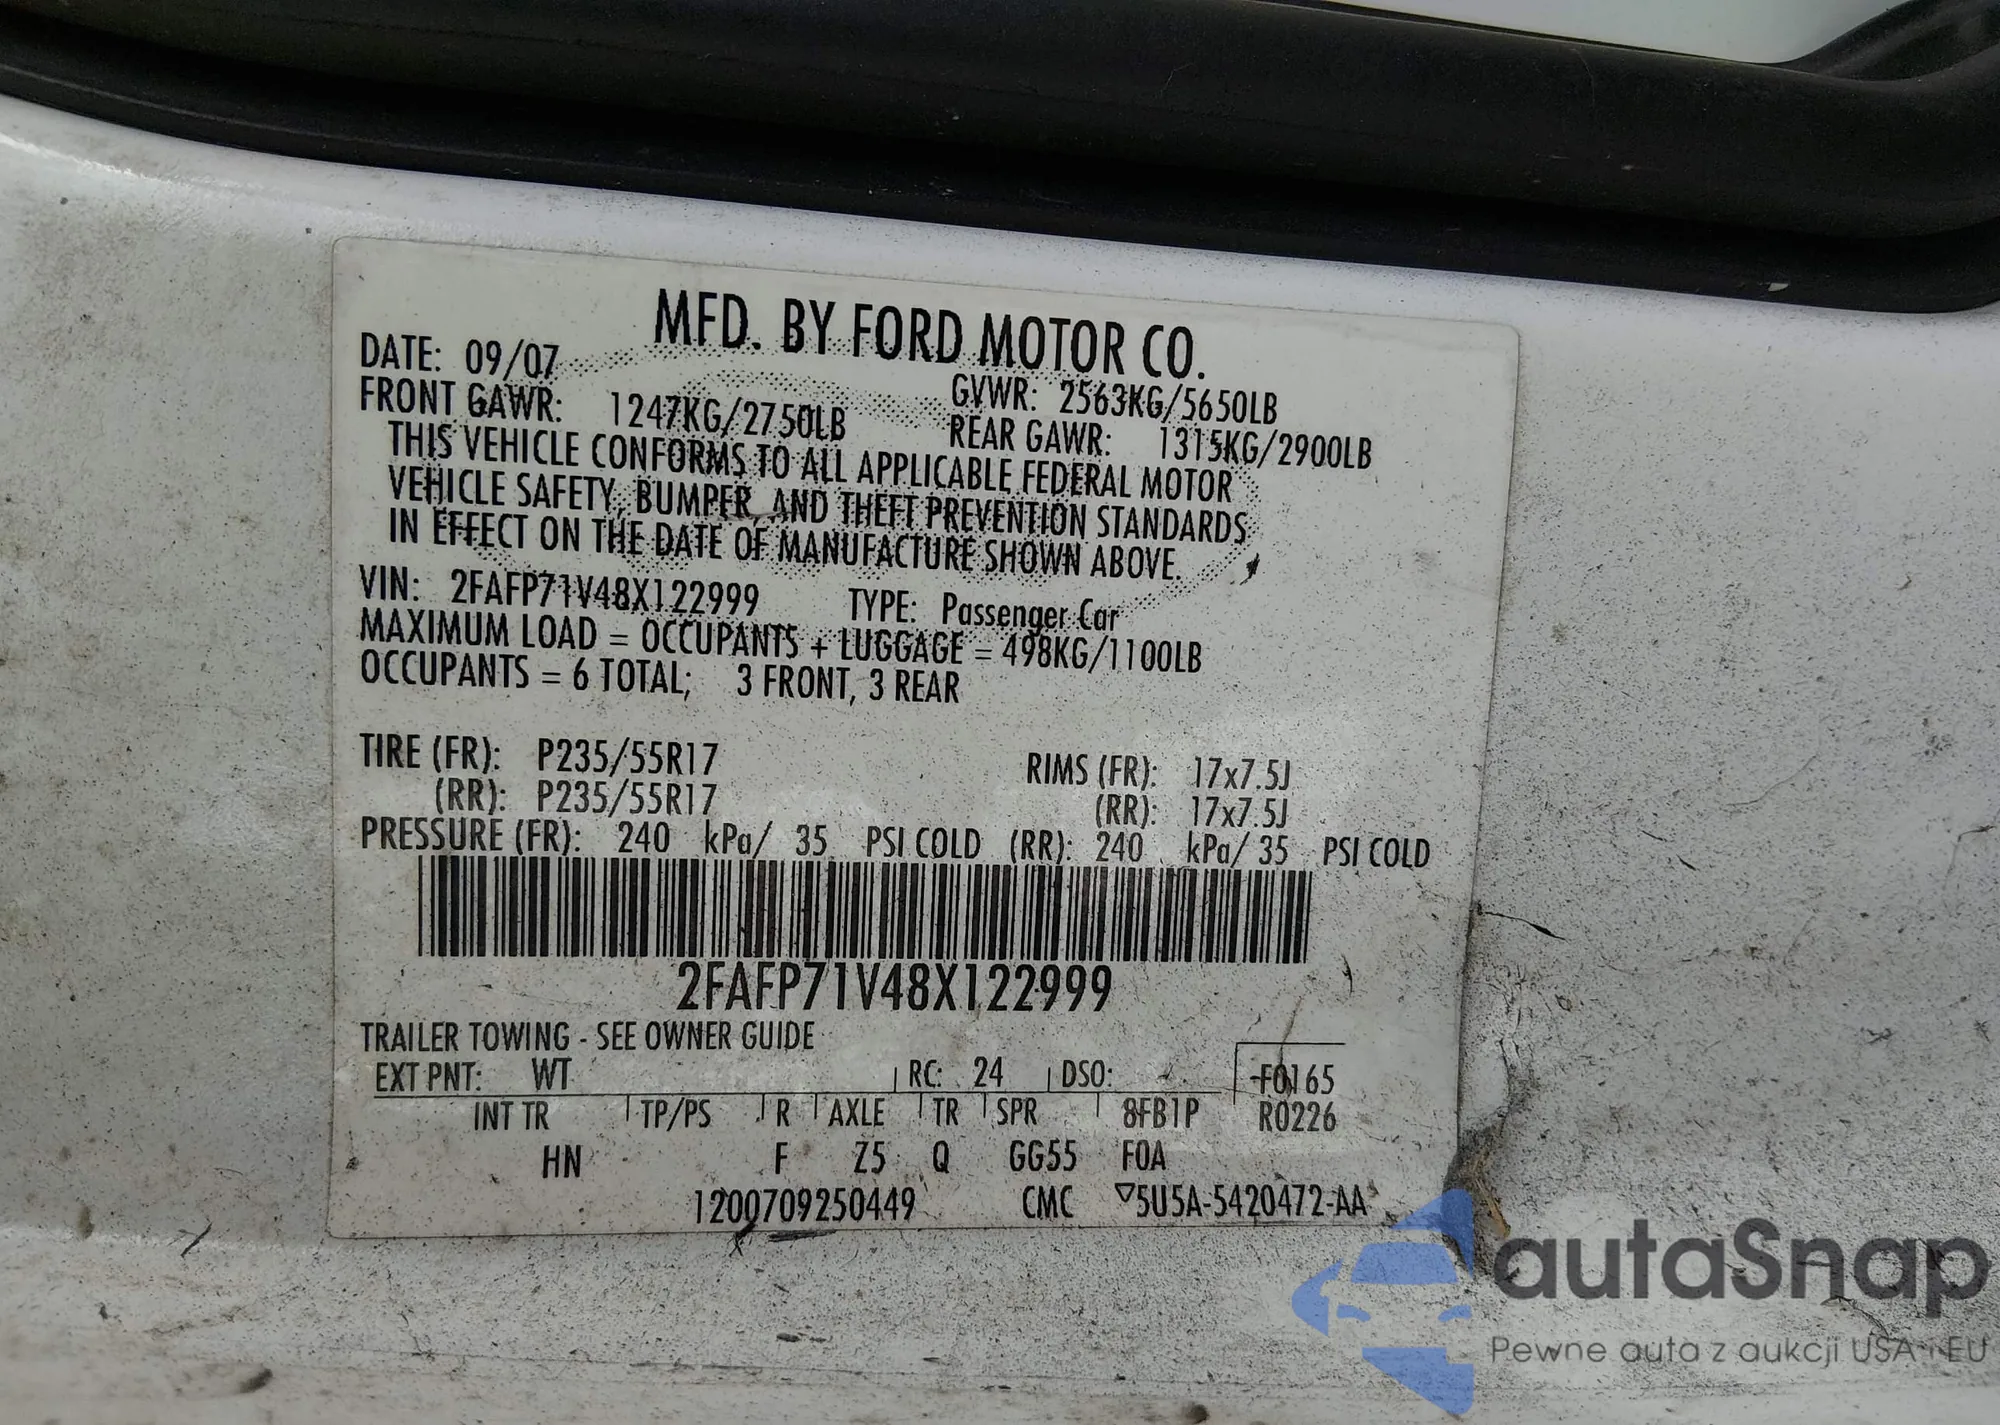 MFD. BY FORD MOTOR CO.
DATE: 09/07 GVWR: 2563KG/5650LB
FRONT GAWR: 1247KG/2750LB REAR GAWR: 1315KG/2900LB
THIS VEHICLE CONFORMS TO ALL APPLICABLE FEDERAL MOTOR
VEHICLE SAFETY, BUMPER, AND THEFT PREVENTION STANDARDS
IN EFFECT ON THE DATE OF MANUFACTURE SHOWN ABOVE.
VIN: 2FAFP71V48X122999 TYPE: Passenger Car
MAXIMUM LOAD = OCCUPANTS + LUGGAGE = 498KG/1100LB
OCCUPANTS = 6 TOTAL; 3 FRONT, 3 REAR
TIRE (FR): P235/55R17 RIMS (FR): 17x7.5J
(RR): P235/55R17 (RR): 17x7.5J
PRESSURE (FR): 240 kPa/ 35 PSI COLD (RR): 240 kPa/ 35 PSI COLD
2FAFP71V48X122999
TRAILER TOWING - SEE OWNER GUIDE
EXT PNT: WT RC: 24 DSO: F0165
INT TR TP/PS R AXLE TR SPR 8FB1P R0226
HN F Z5 Q GG55 F0A
1200709250449 CMC ▽5U5A-5420472-AA
autaSnap
Pewne auta z aukcji USA i EU